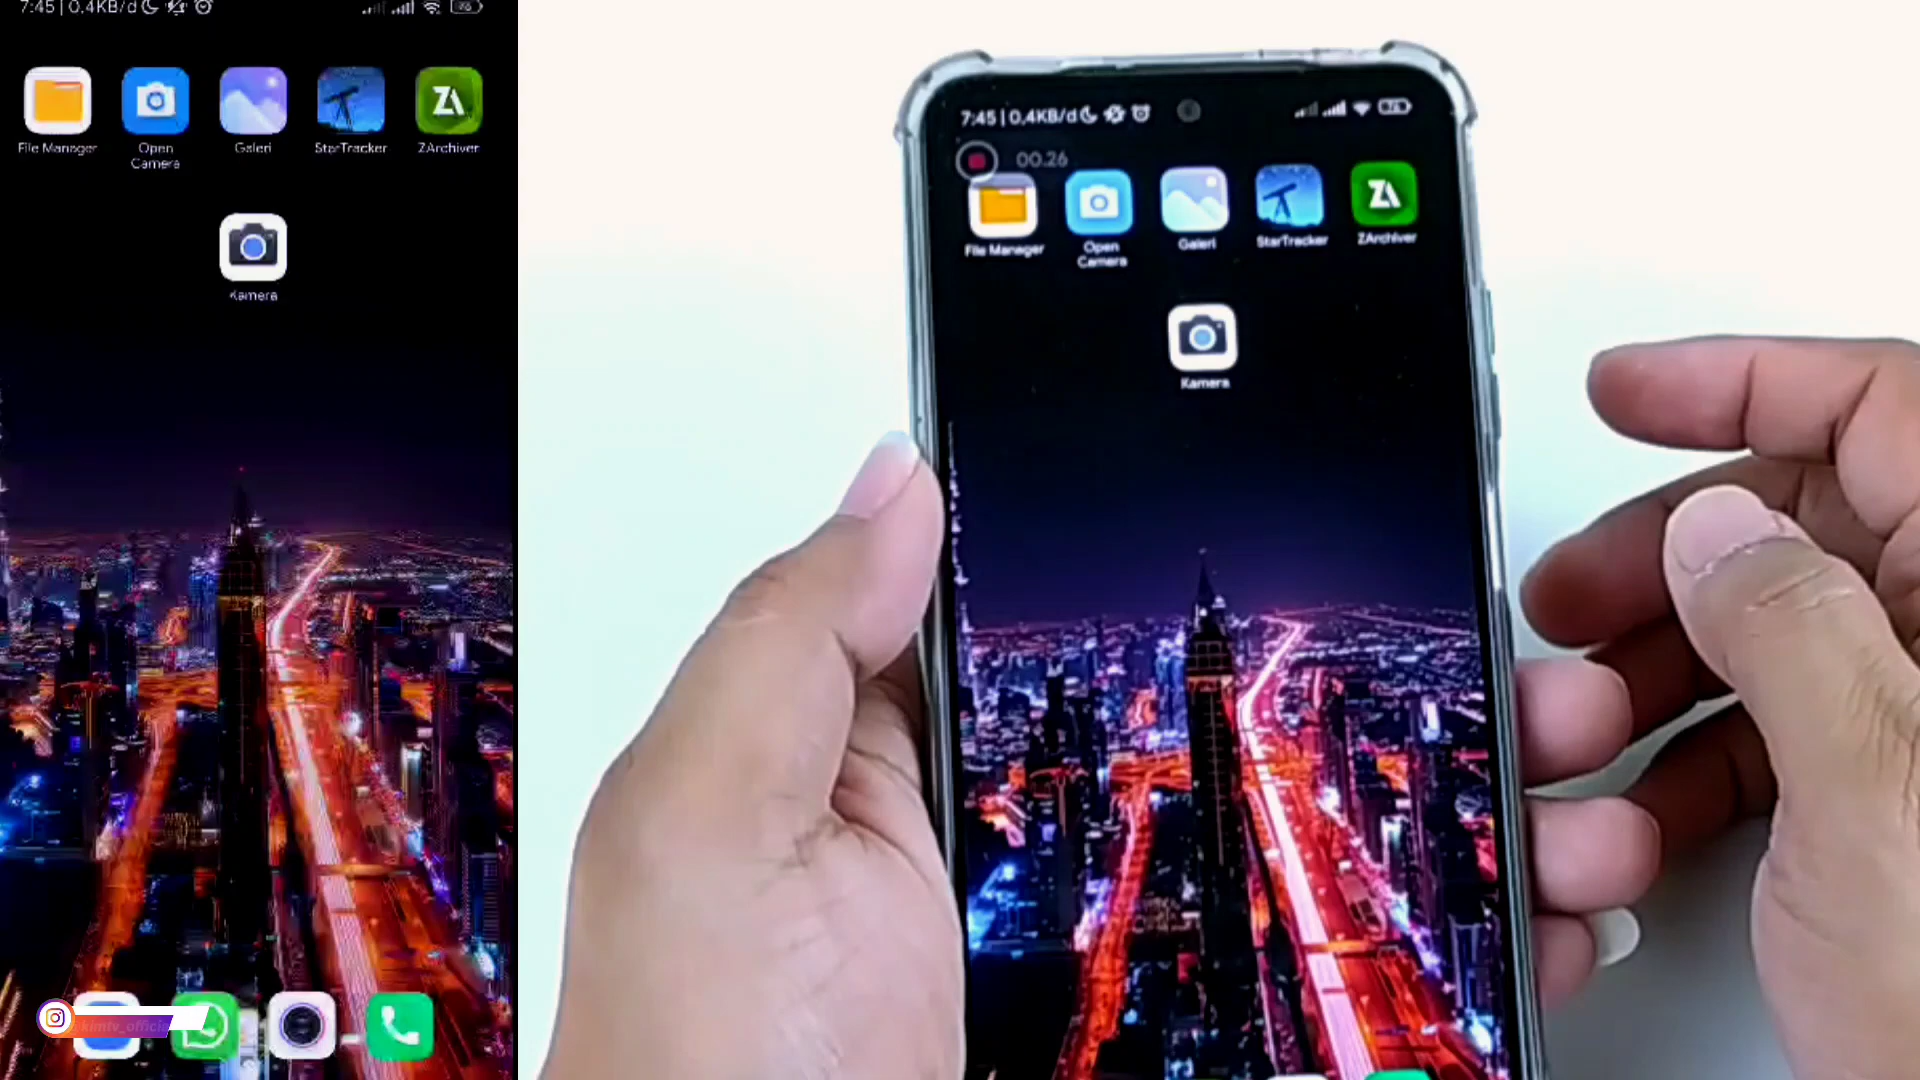 7:45 | 0,4KB/d
File Manager
Open
Camera
Galeri
StarTracker
ZArchiver
Kamera
kimtv_officia
7:45 | 0,4KB/d
00.26
File Manager
Open
Camera
Galeri
StarTracker
ZArchiver
Kamera